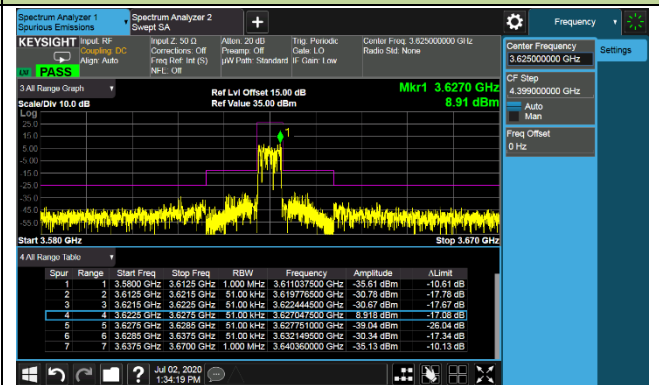 Spectrum Analyzer 1
Spurious Emissions
Spectrum Analyzer 2
Swept SA
Frequency
KEYSIGHT
Input: RF
Coupling: DC
Align: Auto
Input Z: 50 Ω
Corrections: Off
Freq Ref: Int (S)
NFE: Off
Atten: 20 dB
Preamp: Off
µW Path: Standard
Trig: Periodic
Gate: LO
IF Gain: Low
Center Freq: 3.625000000 GHz
Radio Std: None
PASS
Center Frequency
3.625000000 GHz
Settings
CF Step
4.399000000 GHz
Auto
Man
Freq Offset
0 Hz
3 All Range Graph
Scale/Div 10.0 dB
Ref Lvl Offset 15.00 dB
Ref Value 35.00 dBm
Mkr1 3.6270 GHz
8.91 dBm
Log
25.0
15.0
5.00
-5.00
-15.0
-25.0
-35.0
-45.0
-55.0
1
Start 3.580 GHz
Stop 3.670 GHz
4 All Range Table
Spur Range Start Freq Stop Freq RBW Frequency Amplitude ΔLimit
1 1 3.5800 GHz 3.6125 GHz 1.000 MHz 3.611037500 GHz -35.61 dBm -10.61 dB
2 2 3.6125 GHz 3.6215 GHz 51.00 kHz 3.619776500 GHz -30.78 dBm -17.78 dB
3 3 3.6215 GHz 3.6225 GHz 51.00 kHz 3.622444500 GHz -30.67 dBm -17.67 dB
4 4 3.6225 GHz 3.6275 GHz 51.00 kHz 3.627047500 GHz 8.918 dBm -17.08 dB
5 5 3.6275 GHz 3.6285 GHz 51.00 kHz 3.627751000 GHz -39.04 dBm -26.04 dB
6 6 3.6285 GHz 3.6375 GHz 51.00 kHz 3.632149500 GHz -30.34 dBm -17.34 dB
7 7 3.6375 GHz 3.6700 GHz 1.000 MHz 3.640360000 GHz -35.13 dBm -10.13 dB
Jul 02, 2020
1:34:19 PM